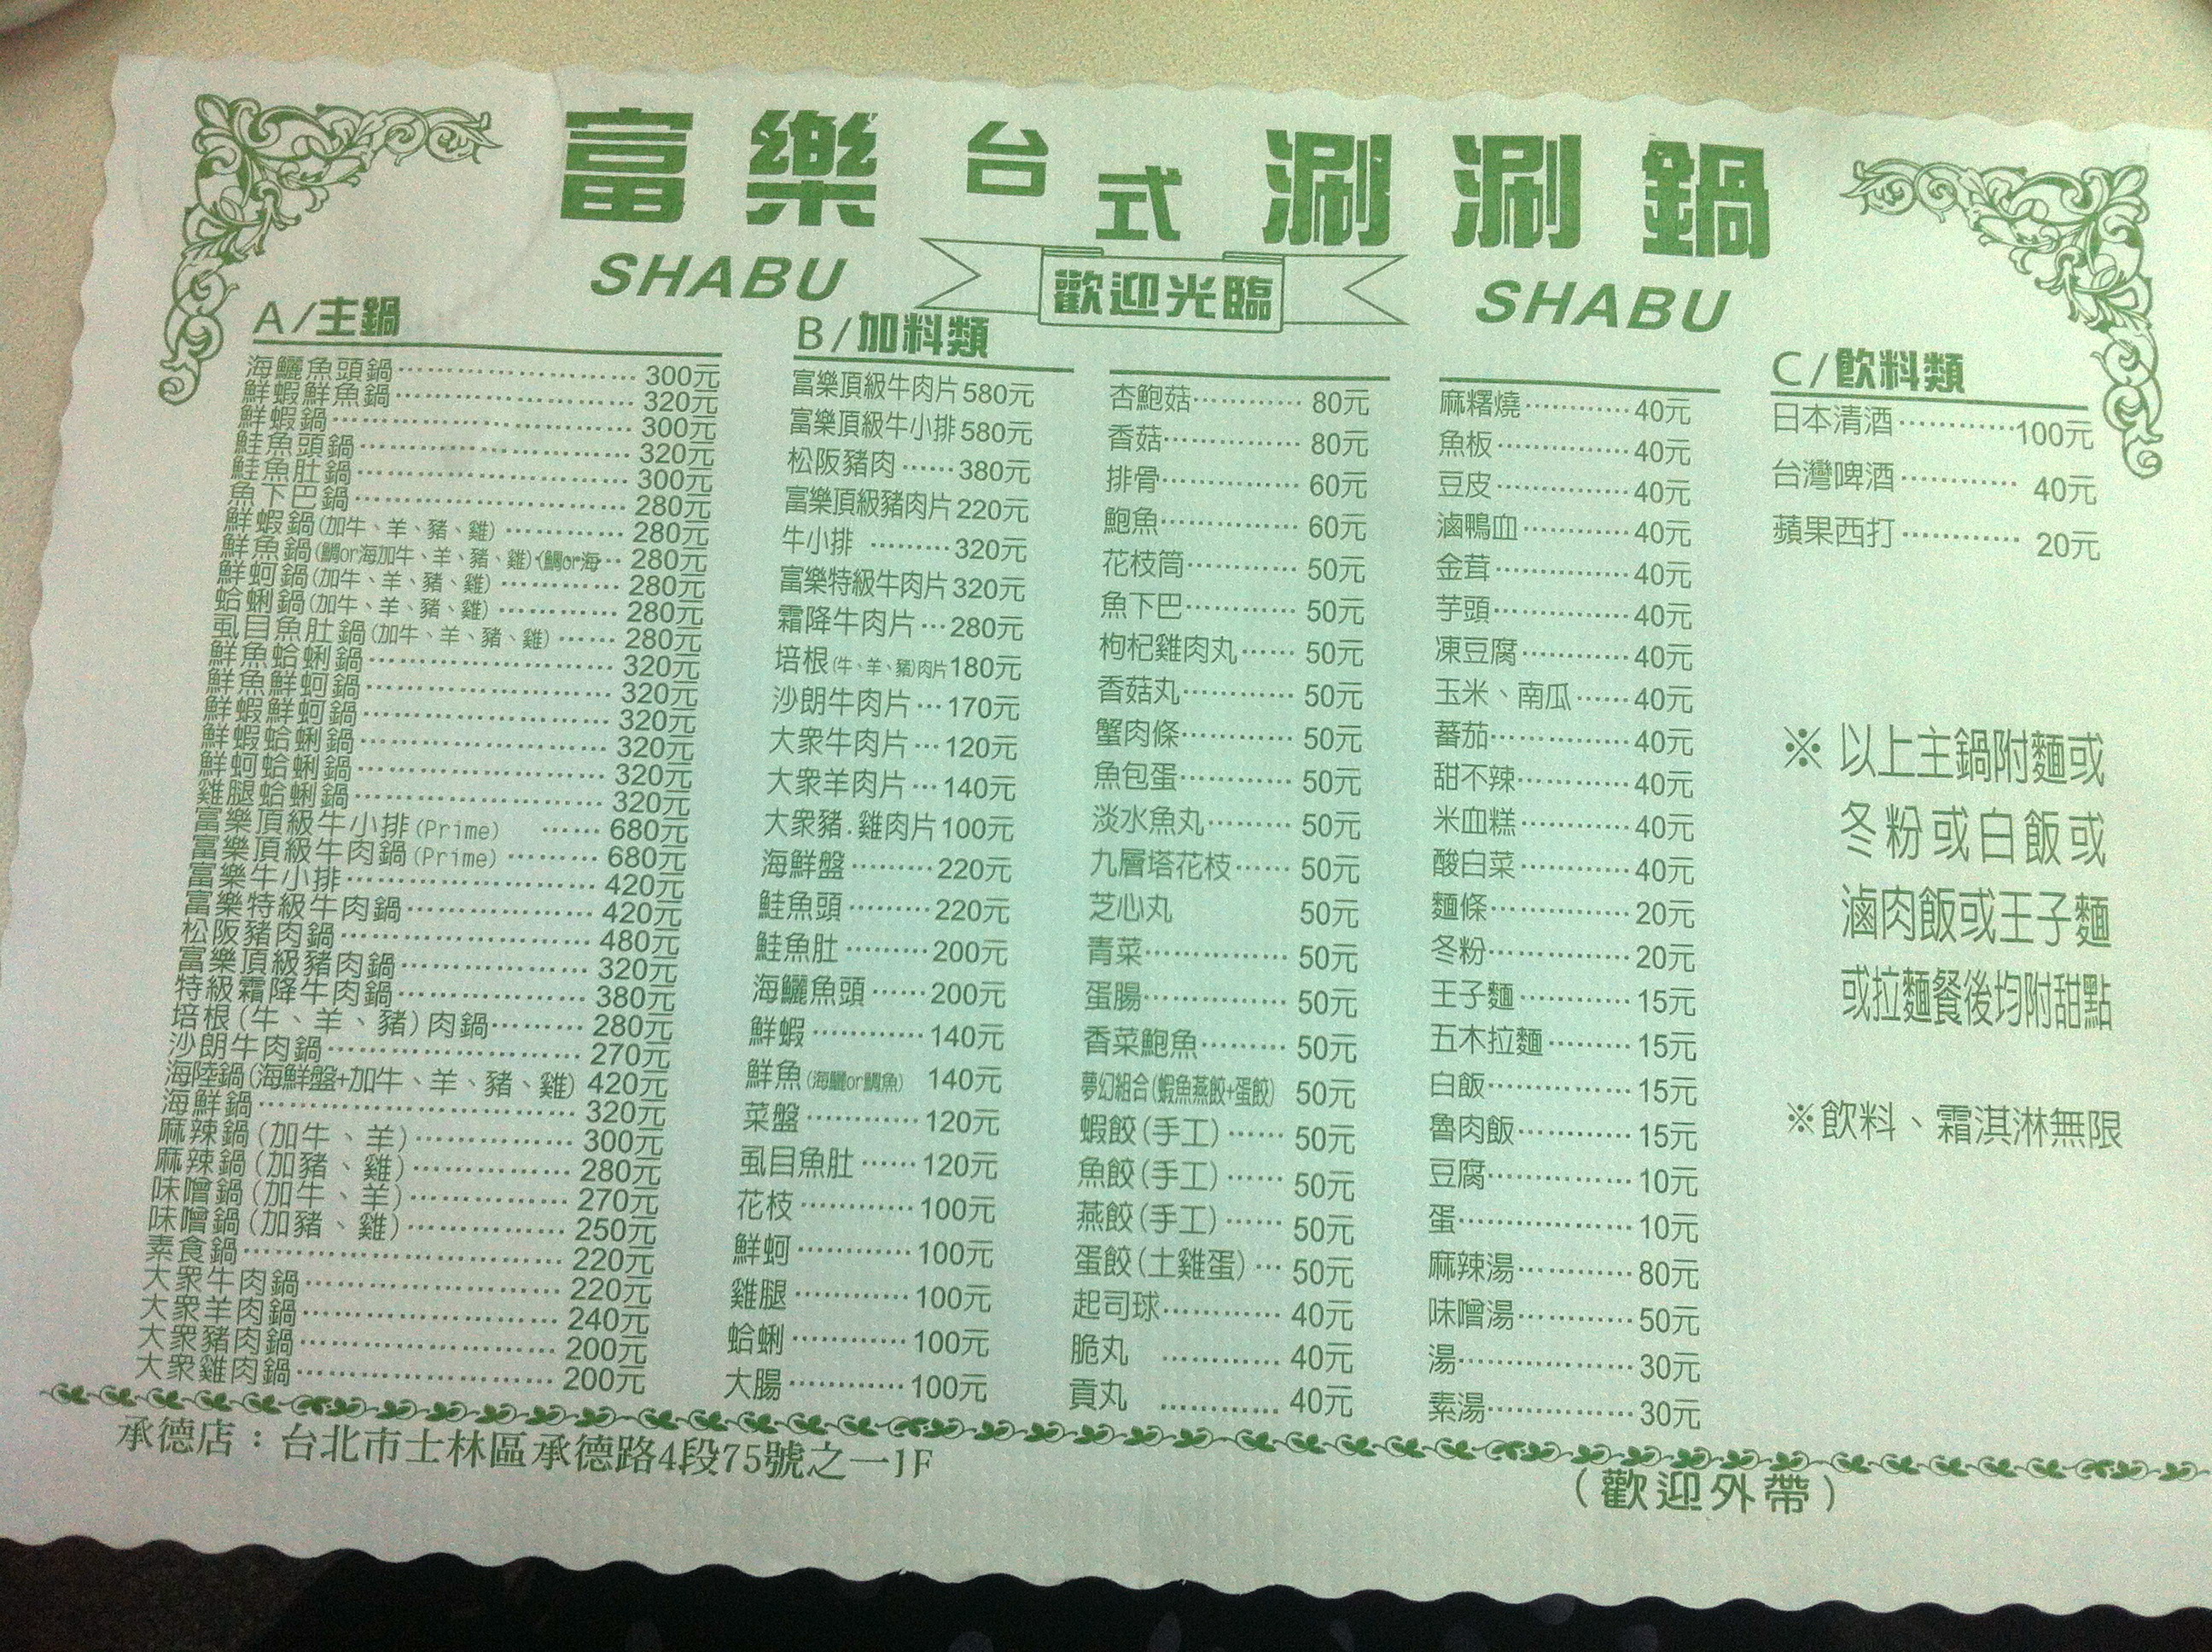 富樂台式涮涮鍋
SHABU 歡迎光臨 SHABU
A/主鍋
海鱺魚頭鍋 300元
鮮蝦鮮魚鍋 320元
鮮蝦鍋 300元
鮭魚頭鍋 320元
鮭魚肚鍋 300元
魚下巴鍋 280元
鮮蝦鍋(加牛、羊、豬、雞) 280元
鮮魚鍋(鯛or海加牛、羊、豬、雞)(鯛or海 280元
鮮蚵鍋(加牛、羊、豬、雞) 280元
蛤蜊鍋(加牛、羊、豬、雞) 280元
虱目魚肚鍋(加牛、羊、豬、雞) 280元
鮮魚蛤蜊鍋 320元
鮮魚鮮蚵鍋 320元
鮮蝦鮮蚵鍋 320元
鮮蝦蛤蜊鍋 320元
鮮蚵蛤蜊鍋 320元
雞腿蛤蜊鍋 320元
富樂頂級牛小排(Prime) 680元
富樂頂級牛肉鍋(Prime) 680元
富樂牛小排 420元
富樂特級牛肉鍋 420元
松阪豬肉鍋 480元
富樂頂級豬肉鍋 320元
特級霜降牛肉鍋 380元
培根(牛、羊、豬)肉鍋 280元
沙朗牛肉鍋 270元
海陸鍋(海鮮盤+加牛、羊、豬、雞) 420元
海鮮鍋 320元
麻辣鍋(加牛、羊) 300元
麻辣鍋(加豬、雞) 280元
味噌鍋(加牛、羊) 270元
味噌鍋(加豬、雞) 250元
素食鍋 220元
大眾牛肉鍋 220元
大眾羊肉鍋 240元
大眾豬肉鍋 200元
大眾雞肉鍋 200元
B/加料類
富樂頂級牛肉片 580元
富樂頂級牛小排 580元
松阪豬肉 380元
富樂頂級豬肉片 220元
牛小排 320元
富樂特級牛肉片 320元
霜降牛肉片 280元
培根(牛、羊、豬)肉片 180元
沙朗牛肉片 170元
大眾牛肉片 120元
大眾羊肉片 140元
大眾豬.雞肉片 100元
海鮮盤 220元
鮭魚頭 220元
鮭魚肚 200元
海鱺魚頭 200元
鮮蝦 140元
鮮魚(海鱺or鯛魚) 140元
菜盤 120元
虱目魚肚 120元
花枝 100元
鮮蚵 100元
雞腿 100元
蛤蜊 100元
大腸 100元
杏鮑菇 80元
香菇 80元
排骨 60元
鮑魚 60元
花枝筒 50元
魚下巴 50元
枸杞雞肉丸 50元
香菇丸 50元
蟹肉條 50元
魚包蛋 50元
淡水魚丸 50元
九層塔花枝 50元
芝心丸 50元
青菜 50元
蛋腸 50元
香菜鮑魚 50元
夢幻組合(蝦魚燕餃+蛋餃) 50元
蝦餃(手工) 50元
魚餃(手工) 50元
燕餃(手工) 50元
蛋餃(土雞蛋) 50元
起司球 40元
脆丸 40元
貢丸 40元
麻糬燒 40元
魚板 40元
豆皮 40元
滷鴨血 40元
金茸 40元
芋頭 40元
凍豆腐 40元
玉米、南瓜 40元
蕃茄 40元
甜不辣 40元
米血糕 40元
酸白菜 40元
麵條 20元
冬粉 20元
王子麵 15元
五木拉麵 15元
白飯 15元
魯肉飯 15元
豆腐 10元
蛋 10元
麻辣湯 80元
味噌湯 50元
湯 30元
素湯 30元
C/飲料類
日本清酒 100元
台灣啤酒 40元
蘋果西打 20元
※以上主鍋附麵或
冬粉或白飯或
滷肉飯或王子麵
或拉麵餐後均附甜點
※飲料、霜淇淋無限
承德店：台北市士林區承德路4段75號之一1F
(歡迎外帶)